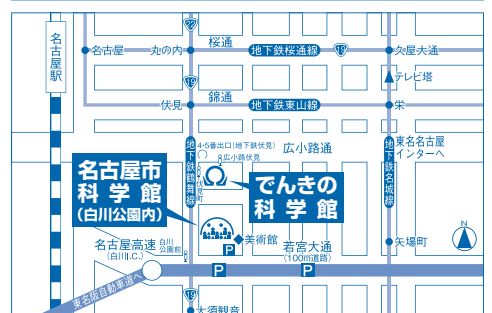 22
名古屋駅
名古屋
丸の内
桜通
地下鉄桜通線
19
久屋大通
テレビ塔
19
錦通
伏見
地下鉄東山線
栄
4·5番出口(地下鉄伏見)
広小路通
広小路伏見
東名名古屋
インターへ
地下鉄鶴舞線
地下鉄名城線
伏見町
名古屋市
科学館
(白川公園内)
でんきの
科学館
美術館
P
名古屋高速
(白川I.C.)
白川
公園前
若宮大通
(100m道路)
矢場町
N
P
P
東名阪自動車道へ
19
大須観音